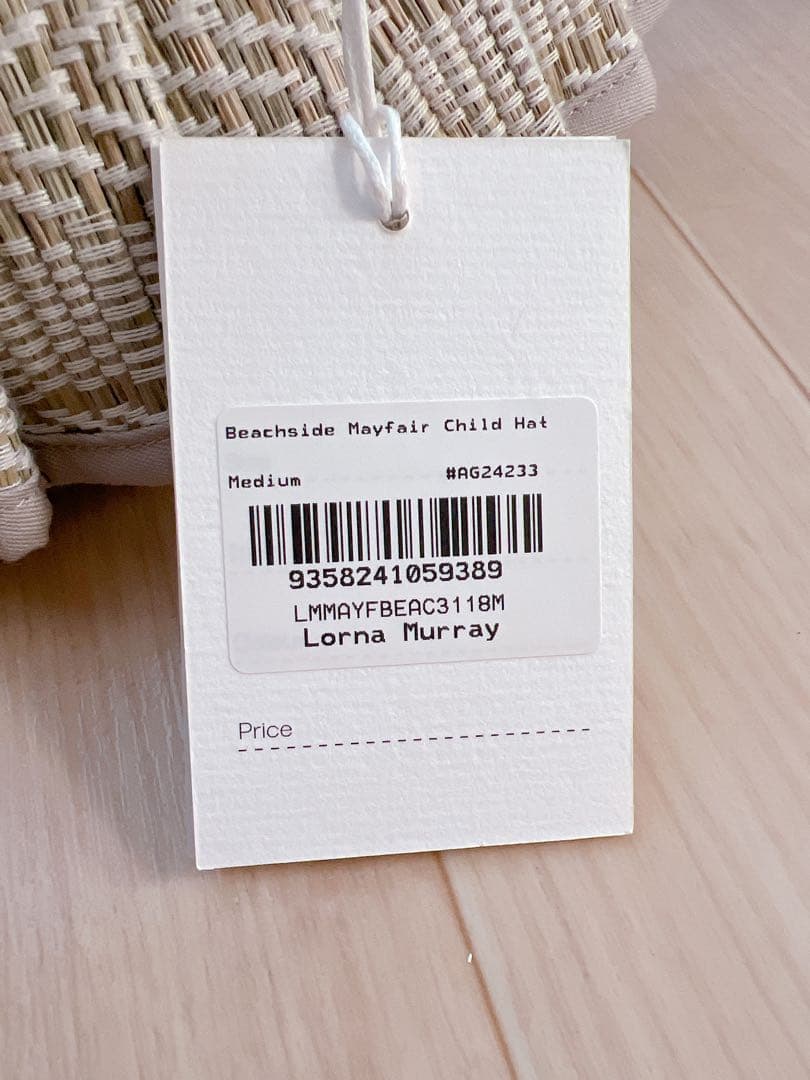 Beachside Mayfair Child Hat
Medium #AG24233
9358241059389
LMMAYFBEAC3118M
Lorna Murray
Price